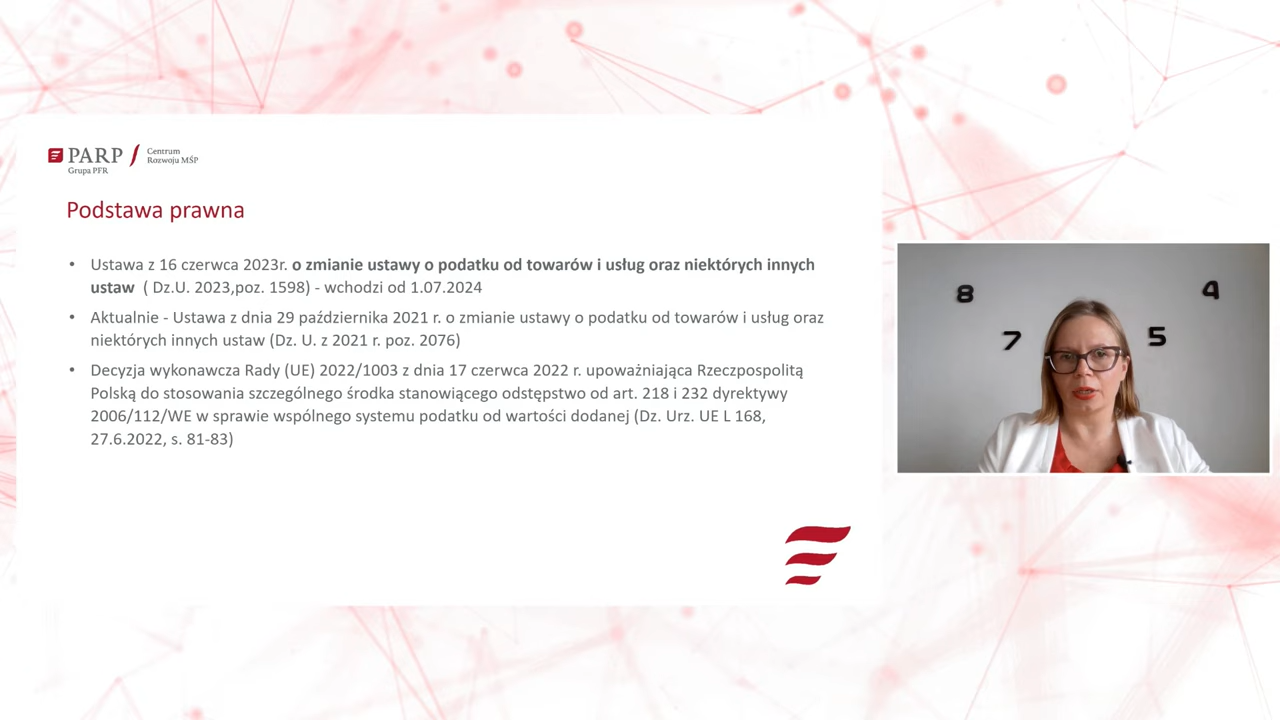 PARP
Grupa PFR
Centrum
Rozwoju MŚP
Podstawa prawna
• Ustawa z 16 czerwca 2023r. o zmianie ustawy o podatku od towarów i usług oraz niektórych innych
ustaw ( Dz.U. 2023,poz. 1598) - wchodzi od 1.07.2024
• Aktualnie - Ustawa z dnia 29 października 2021 r. o zmianie ustawy o podatku od towarów i usług oraz
niektórych innych ustaw (Dz. U. z 2021 r. poz. 2076)
• Decyzja wykonawcza Rady (UE) 2022/1003 z dnia 17 czerwca 2022 r. upoważniająca Rzeczpospolitą
Polską do stosowania szczególnego środka stanowiącego odstępstwo od art. 218 i 232 dyrektywy
2006/112/WE w sprawie wspólnego systemu podatku od wartości dodanej (Dz. Urz. UE L 168,
27.6.2022, s. 81-83)
8
4
7
5